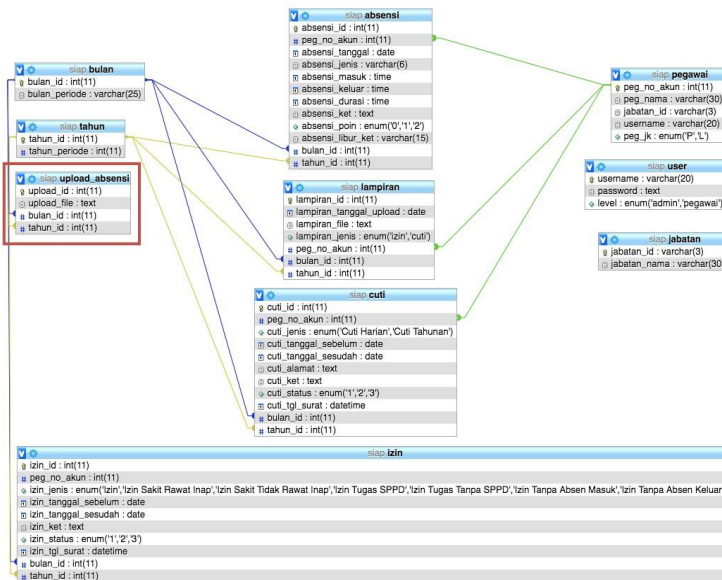 siap bulan
bulan_id : int(11)
bulan_periode : varchar(25)
siap tahun
tahun_id : int(11)
tahun_periode : int(11)
siap upload_absensi
upload_id : int(11)
upload_file : text
bulan_id : int(11)
tahun_id : int(11)
siap absensi
absensi_id : int(11)
peg_no_akun : int(11)
absensi_tanggal : date
absensi_jenis : varchar(6)
absensi_masuk : time
absensi_keluar : time
absensi_durasi : time
absensi_ket : text
absensi_poin : enum('0','1','2')
absensi_libur_ket : varchar(15)
bulan_id : int(11)
tahun_id : int(11)
siap lampiran
lampiran_id : int(11)
lampiran_tanggal_upload : date
lampiran_file : text
lampiran_jenis : enum('izin','cuti')
peg_no_akun : int(11)
bulan_id : int(11)
tahun_id : int(11)
siap cuti
cuti_id : int(11)
peg_no_akun : int(11)
cuti_jenis : enum('Cuti Harian','Cuti Tahunan')
cuti_tanggal_sebelum : date
cuti_tanggal_sesudah : date
cuti_alamat : text
cuti_ket : text
cuti_status : enum('1','2','3')
cuti_tgl_surat : datetime
bulan_id : int(11)
tahun_id : int(11)
siap pegawai
peg_no_akun : int(11)
peg_nama : varchar(30)
jabatan_id : varchar(3)
username : varchar(20)
peg_jk : enum('P','L')
siap user
username : varchar(20)
password : text
level : enum('admin','pegawai')
siap jabatan
jabatan_id : varchar(3)
jabatan_nama : varchar(30
siap izin
izin_id : int(11)
peg_no_akun : int(11)
izin_jenis : enum('Izin','Izin Sakit Rawat Inap','Izin Sakit Tidak Rawat Inap','Izin Tugas SPPD','Izin Tugas Tanpa SPPD','Izin Tanpa Absen Masuk','Izin Tanpa Absen Keluar
izin_tanggal_sebelum : date
izin_tanggal_sesudah : date
izin_ket : text
izin_status : enum('1','2','3')
izin_tgl_surat : datetime
bulan_id : int(11)
tahun_id : int(11)